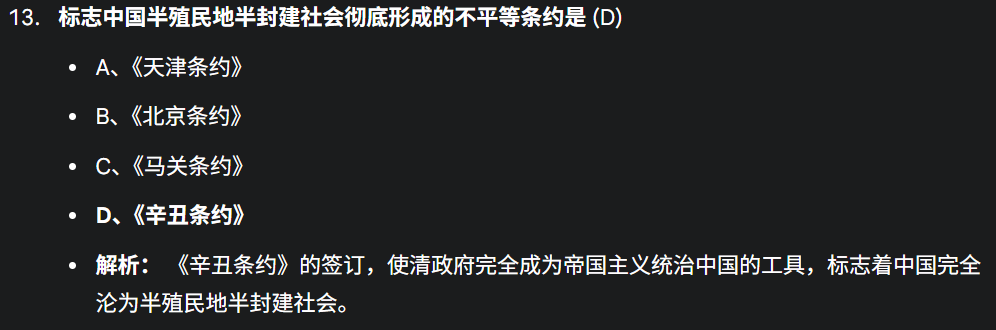 13. 标志中国半殖民地半封建社会彻底形成的不平等条约是 (D)
• A、《天津条约》
• B、《北京条约》
• C、《马关条约》
• D、《辛丑条约》
• 解析： 《辛丑条约》的签订，使清政府完全成为帝国主义统治中国的工具，标志着中国完全
沦为半殖民地半封建社会。